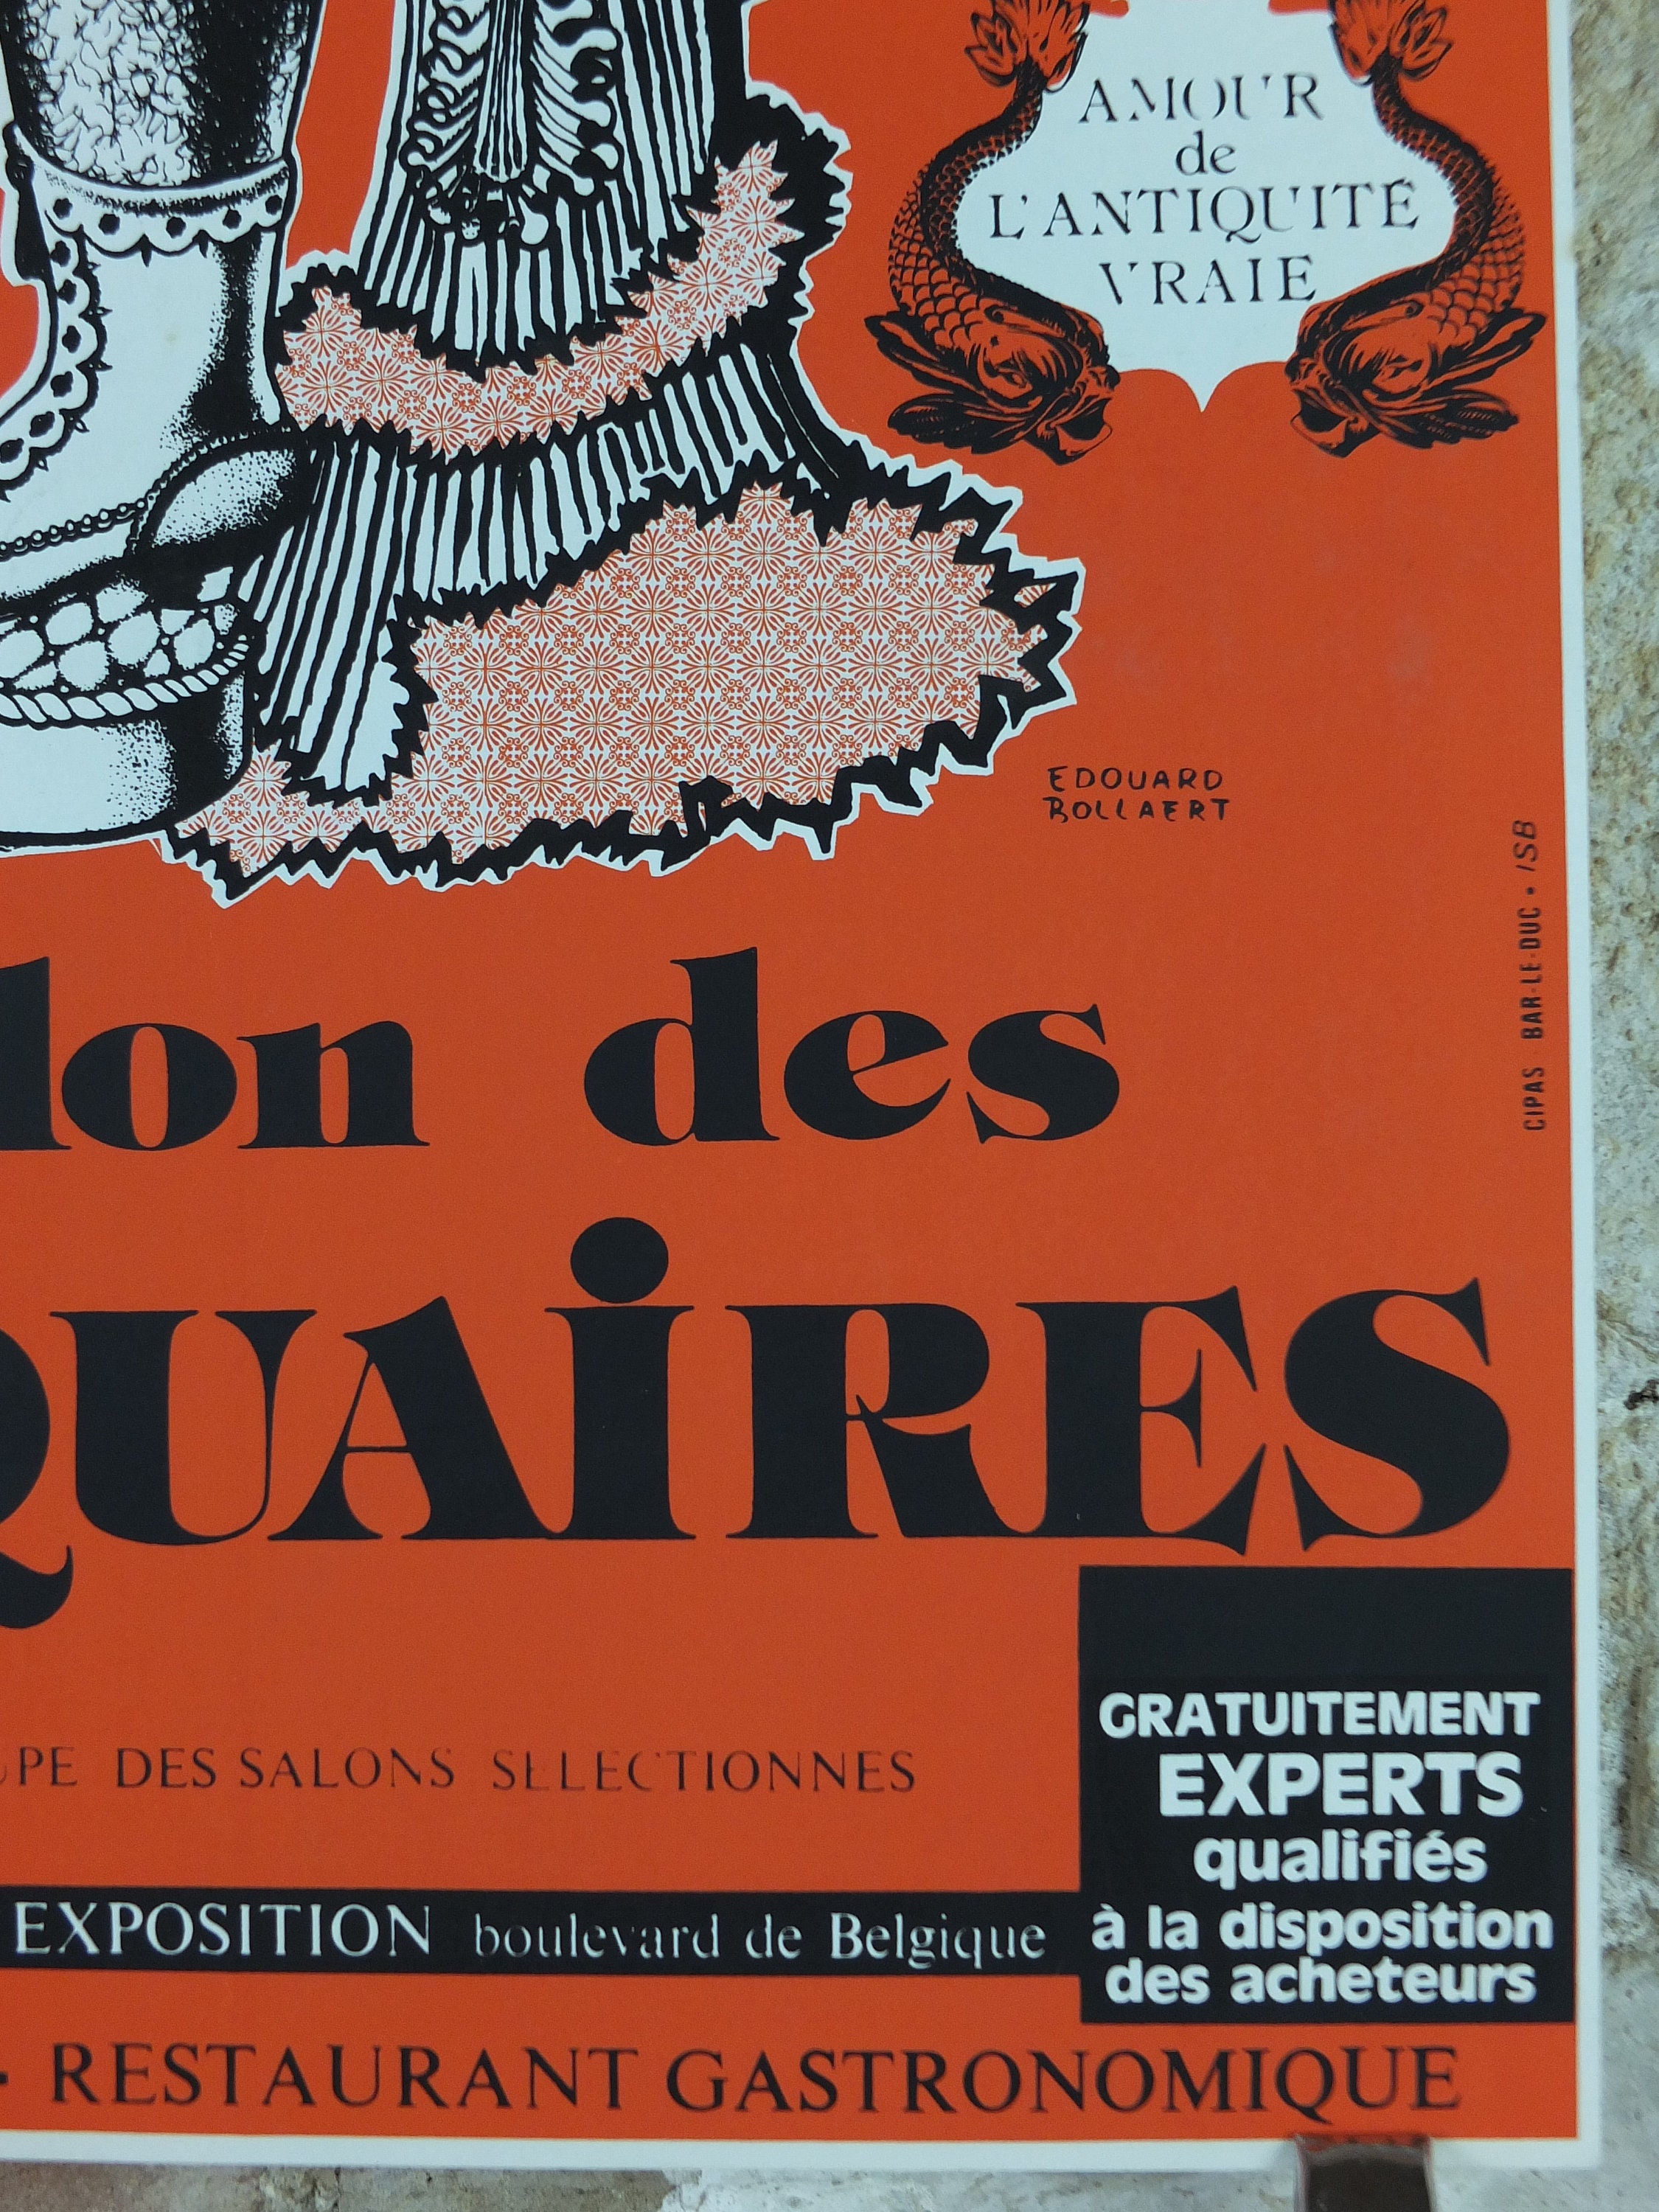 AMOUR
de
L'ANTIQUITÉ
VRAIE
EDOUARD
BOLLAERT
CIPAS BAR-LE-DUC • ISB
lon des
QUAiRES
PE DES SALONS SELECTIONNES
GRATUITEMENT
EXPERTS
qualifiés
à la disposition
des acheteurs
EXPOSITION boulevard de Belgique
• RESTAURANT GASTRONOMIQUE